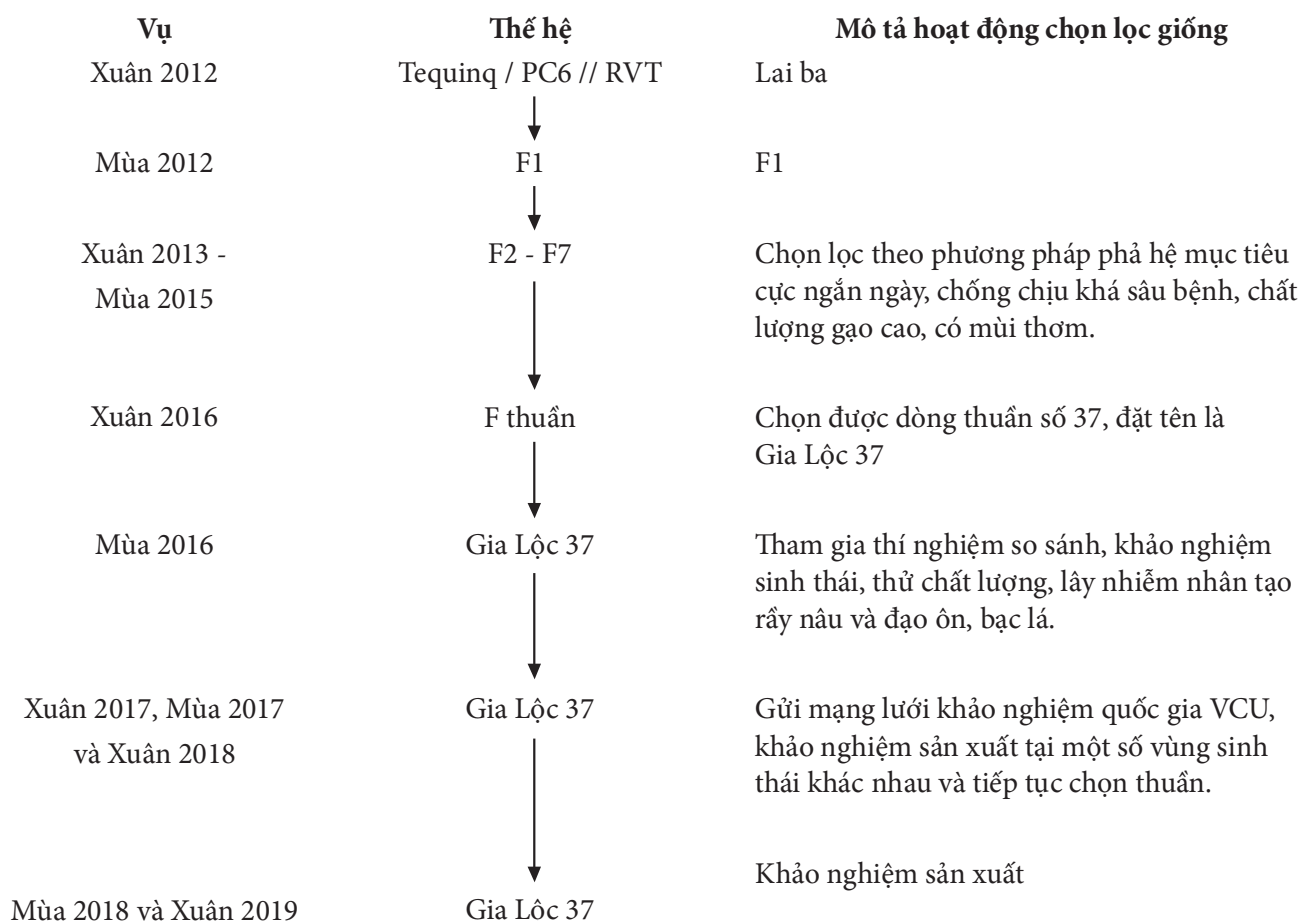 Vụ Thế hệ Mô tả hoạt động chọn lọc giống
Xuân 2012 Tequinq / PC6 // RVT Lai ba
Mùa 2012 F1 F1
Xuân 2013 - F2 - F7 Chọn lọc theo phương pháp phả hệ mục tiêu
Mùa 2015 cực ngắn ngày, chống chịu khá sâu bệnh, chất
lượng gạo cao, có mùi thơm.
Xuân 2016 F thuần Chọn được dòng thuần số 37, đặt tên là
Gia Lộc 37
Mùa 2016 Gia Lộc 37 Tham gia thí nghiệm so sánh, khảo nghiệm
sinh thái, thử chất lượng, lây nhiễm nhân tạo
rầy nâu và đạo ôn, bạc lá.
Xuân 2017, Mùa 2017 Gia Lộc 37 Gửi mạng lưới khảo nghiệm quốc gia VCU,
và Xuân 2018 khảo nghiệm sản xuất tại một số vùng sinh
thái khác nhau và tiếp tục chọn thuần.
Khảo nghiệm sản xuất
Mùa 2018 và Xuân 2019 Gia Lôc 37